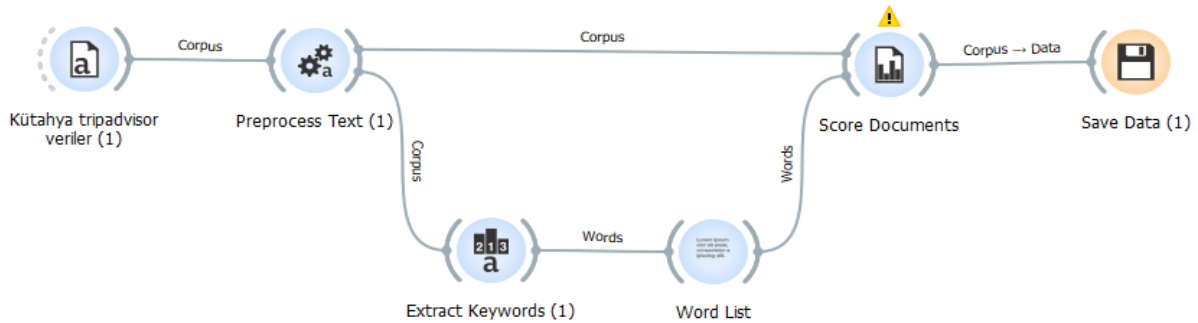 Corpus
Corpus
Corpus → Data
a
a
Kütahya tripadvisor
veriler (1)
Preprocess Text (1)
Score Documents
Save Data (1)
Corpus
Words
213
a
Words
Extract Keywords (1)
Word List